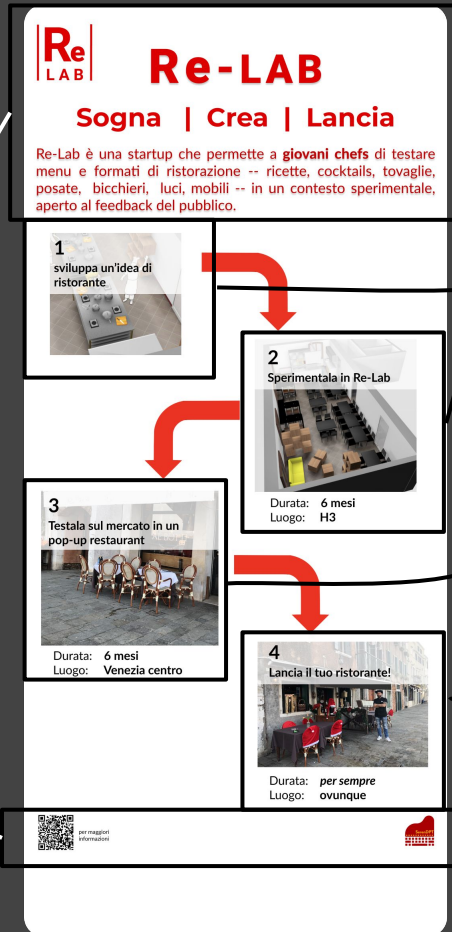 Re
LAB
Re-LAB
Sogna | Crea | Lancia
Re-Lab è una startup che permette a giovani chefs di testare
menu e formati di ristorazione -- ricette, cocktails, tovaglie,
posate, bicchieri, luci, mobili -- in un contesto sperimentale,
aperto al feedback del pubblico.
1
sviluppa un'idea di
ristorante
2
Sperimentala in Re-Lab
Durata: 6 mesi
Luogo: H3
3
Testala sul mercato in un
pop-up restaurant
Durata: 6 mesi
Luogo: Venezia centro
4
Lancia il tuo ristorante!
Durata: per sempre
Luogo: ovunque
per maggiori
informazioni